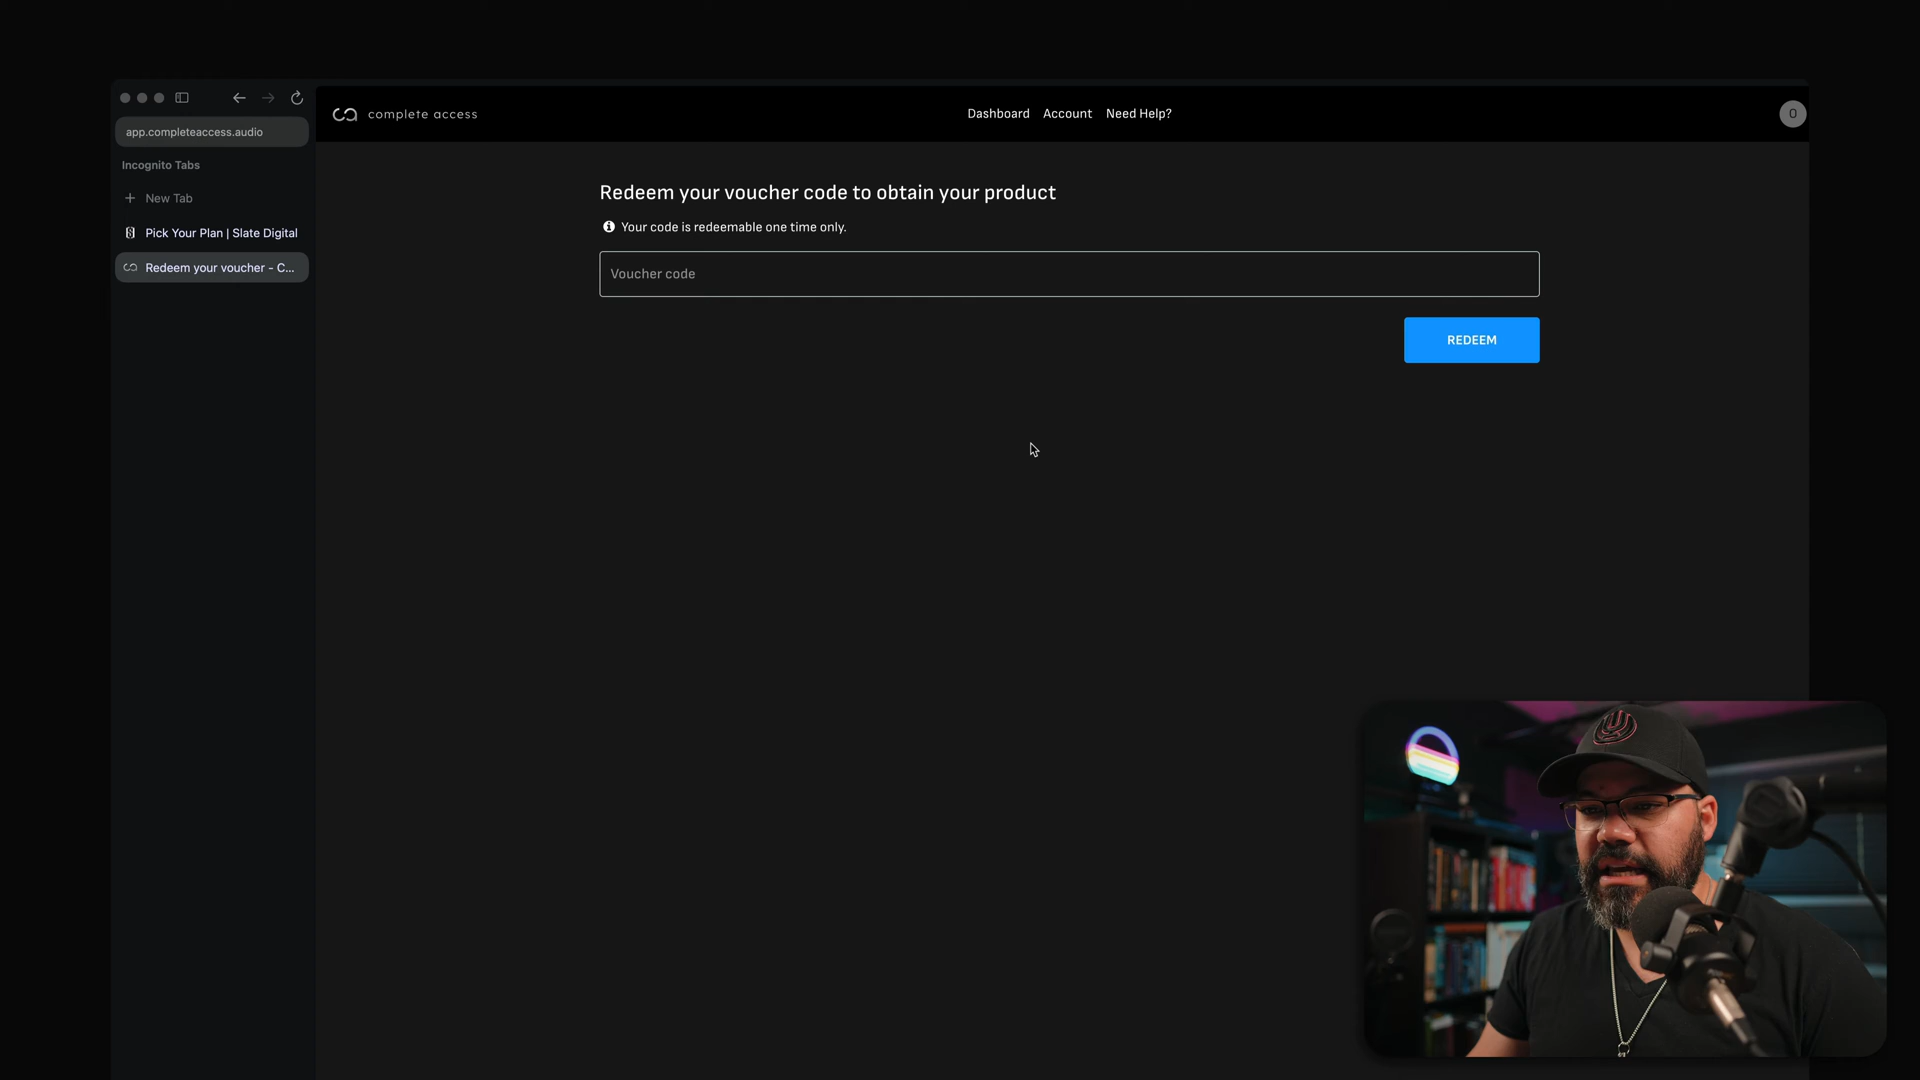 app.completeaccess.audio
Incognito Tabs
New Tab
Pick Your Plan | Slate Digital
Redeem your voucher - C...
complete access
Dashboard
Account
Need Help?
O
Redeem your voucher code to obtain your product
Your code is redeemable one time only.
Voucher code
REDEEM